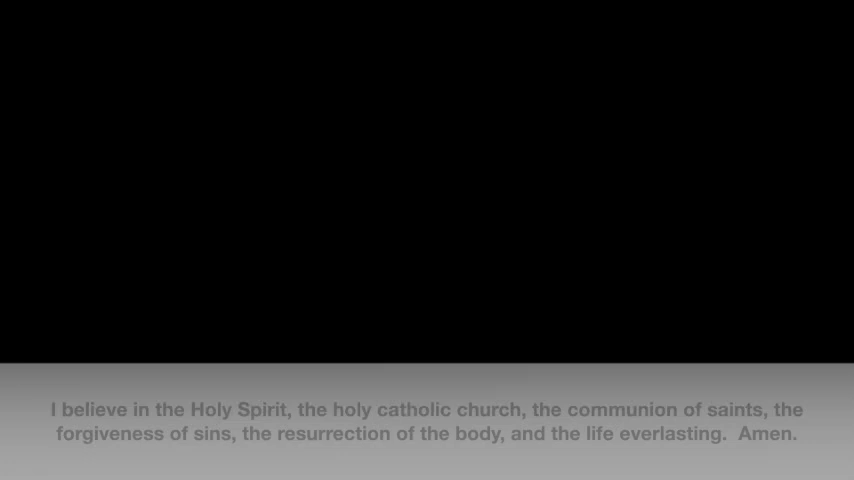 I believe in the Holy Spirit, the holy catholic church, the communion of saints, the
forgiveness of sins, the resurrection of the body, and the life everlasting.  Amen.